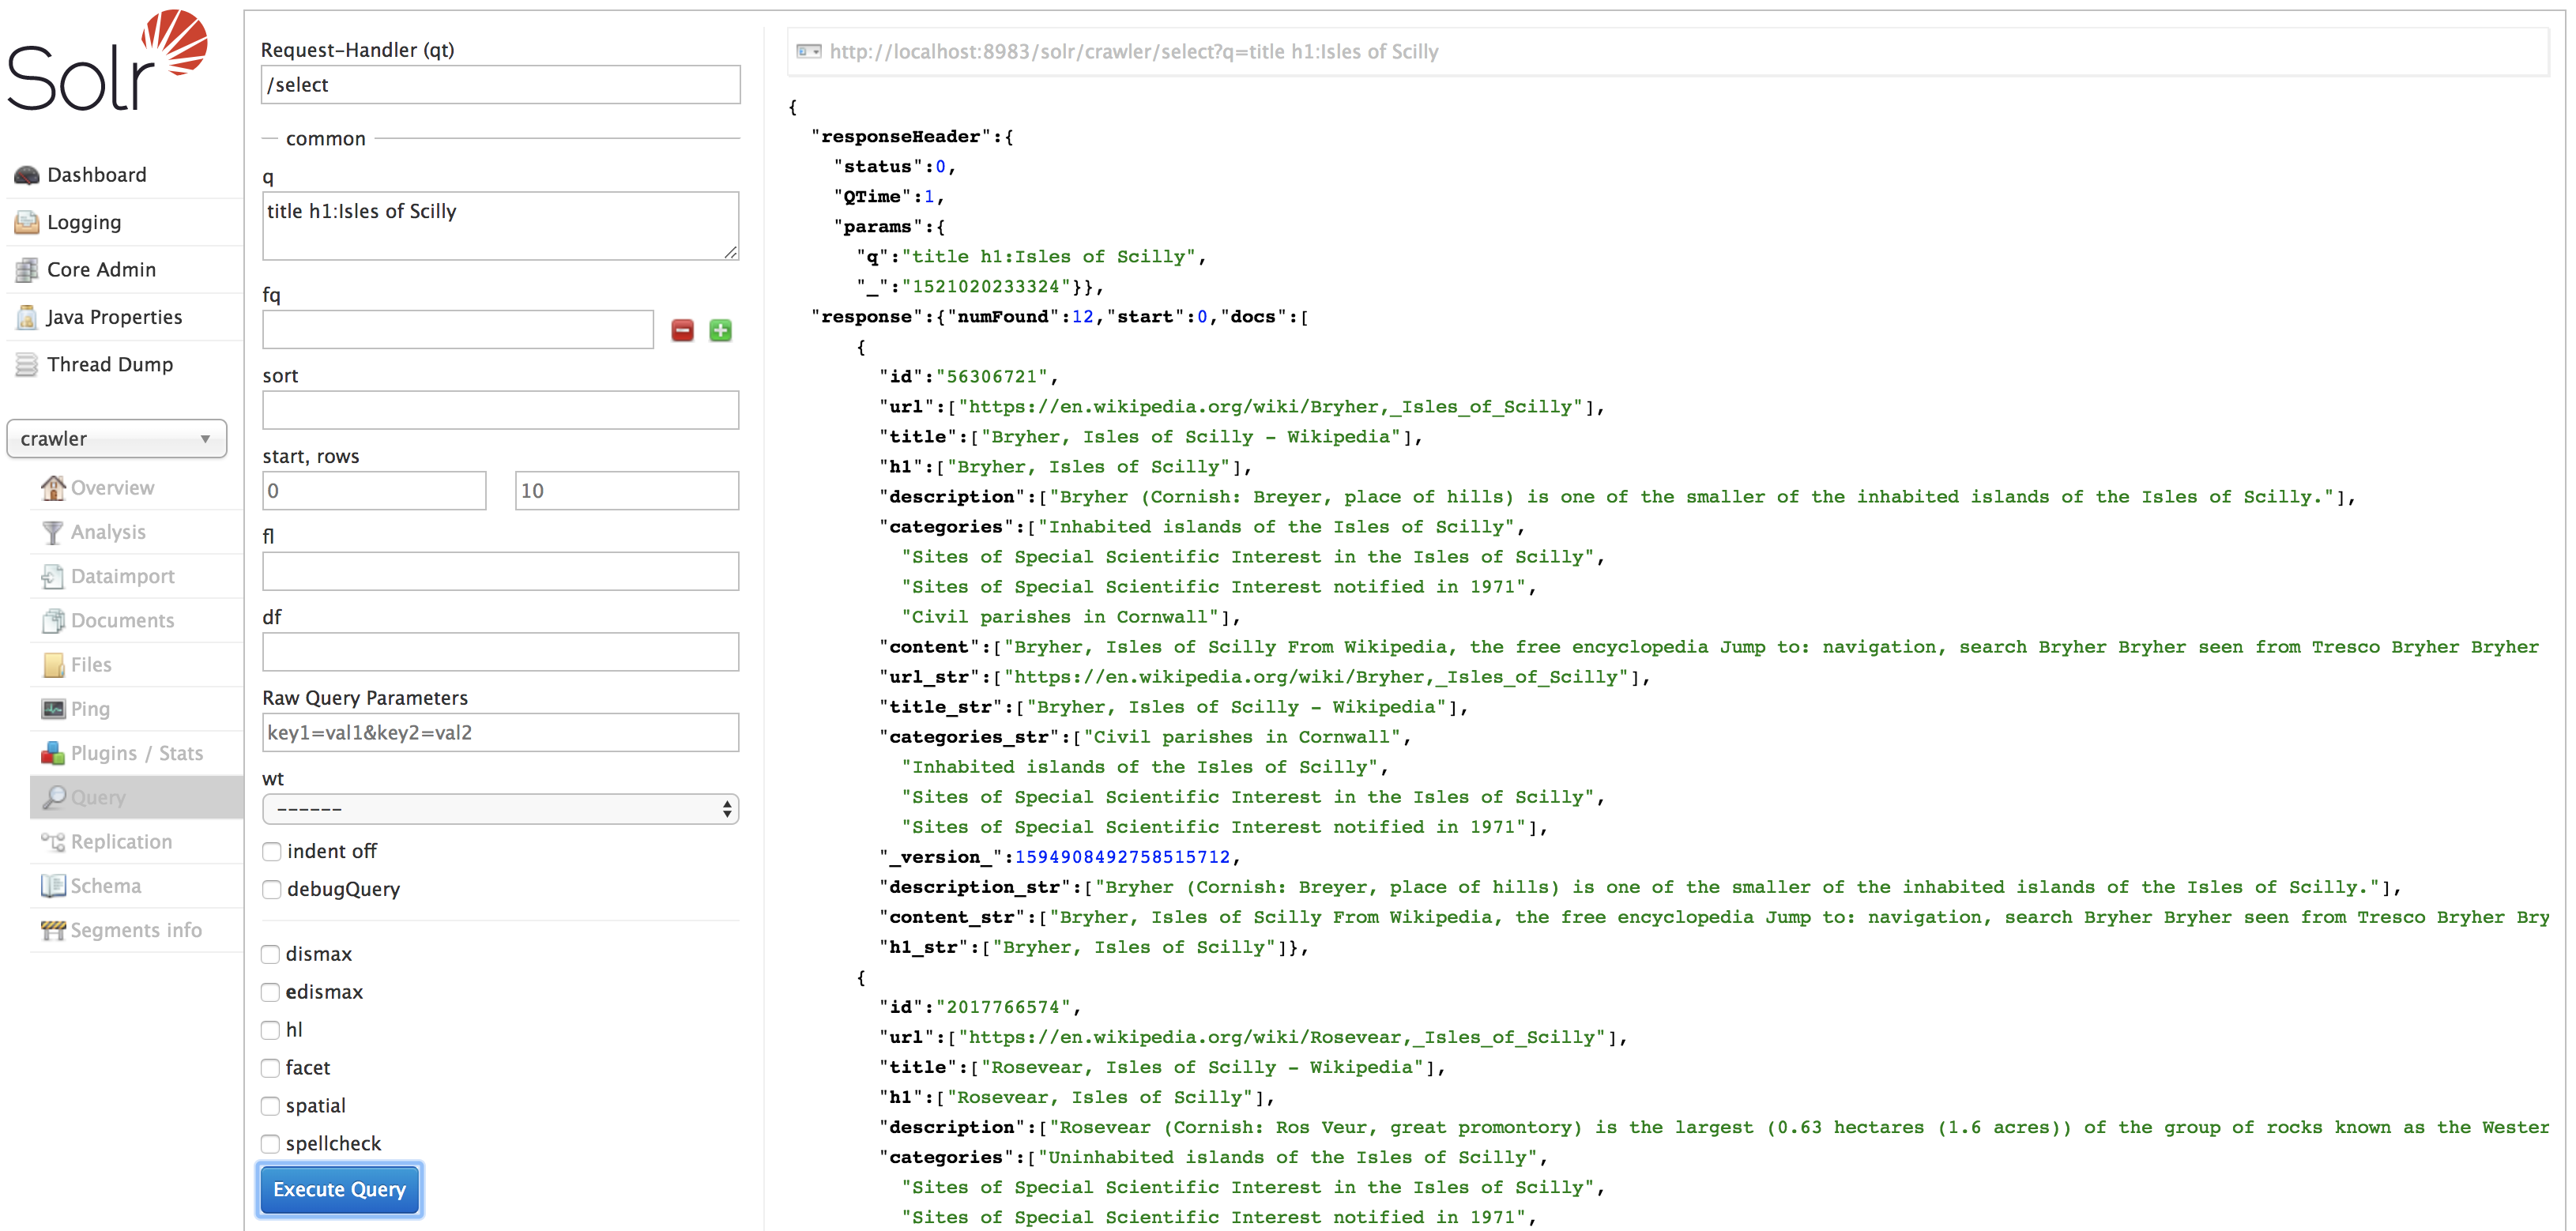 Solr
Dashboard
Logging
Core Admin
Java Properties
Thread Dump
crawler
Overview
Analysis
Dataimport
Documents
Files
Ping
Plugins / Stats
Query
Replication
Schema
Segments info
Request-Handler (qt)
/select
common
q
title h1:Isles of Scilly
fq
sort
start, rows
0 10
fl
df
Raw Query Parameters
key1=val1&key2=val2
wt
------
indent off
debugQuery
dismax
edismax
hl
facet
spatial
spellcheck
Execute Query
http://localhost:8983/solr/crawler/select?q=title h1:Isles of Scilly
{
"responseHeader":{
"status":0,
"QTime":1,
"params":{
"q":"title h1:Isles of Scilly",
"_":"1521020233324"}},
"response":{"numFound":12,"start":0,"docs":[
{
"id":"56306721",
"url":["https://en.wikipedia.org/wiki/Bryher,_Isles_of_Scilly"],
"title":["Bryher, Isles of Scilly - Wikipedia"],
"h1":["Bryher, Isles of Scilly"],
"description":["Bryher (Cornish: Breyer, place of hills) is one of the smaller of the inhabited islands of the Isles of Scilly."],
"categories":["Inhabited islands of the Isles of Scilly",
"Sites of Special Scientific Interest in the Isles of Scilly",
"Sites of Special Scientific Interest notified in 1971",
"Civil parishes in Cornwall"],
"content":["Bryher, Isles of Scilly From Wikipedia, the free encyclopedia Jump to: navigation, search Bryher Bryher seen from Tresco Bryher Bryher
"url_str":["https://en.wikipedia.org/wiki/Bryher,_Isles_of_Scilly"],
"title_str":["Bryher, Isles of Scilly - Wikipedia"],
"categories_str":["Civil parishes in Cornwall",
"Inhabited islands of the Isles of Scilly",
"Sites of Special Scientific Interest in the Isles of Scilly",
"Sites of Special Scientific Interest notified in 1971"],
"_version_":1594908492758515712,
"description_str":["Bryher (Cornish: Breyer, place of hills) is one of the smaller of the inhabited islands of the Isles of Scilly."],
"content_str":["Bryher, Isles of Scilly From Wikipedia, the free encyclopedia Jump to: navigation, search Bryher Bryher seen from Tresco Bryher Bry
"h1_str":["Bryher, Isles of Scilly"]},
{
"id":"2017766574",
"url":["https://en.wikipedia.org/wiki/Rosevear,_Isles_of_Scilly"],
"title":["Rosevear, Isles of Scilly - Wikipedia"],
"h1":["Rosevear, Isles of Scilly"],
"description":["Rosevear (Cornish: Ros Veur, great promontory) is the largest (0.63 hectares (1.6 acres)) of the group of rocks known as the Wester
"categories":["Uninhabited islands of the Isles of Scilly",
"Sites of Special Scientific Interest in the Isles of Scilly",
"Sites of Special Scientific Interest notified in 1971",